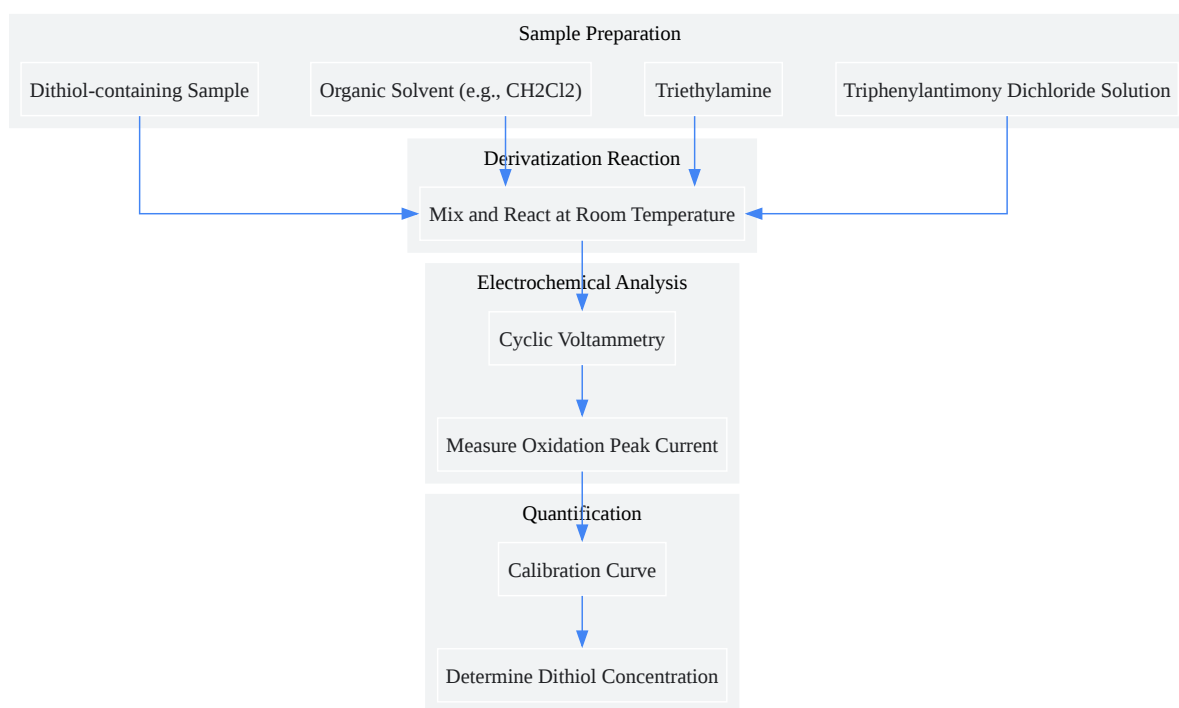 Sample Preparation
Dithiol-containing Sample
Organic Solvent (e.g., CH2Cl2)
Triethylamine
Triphenylantimony Dichloride Solution
Derivatization Reaction
Mix and React at Room Temperature
Electrochemical Analysis
Cyclic Voltammetry
Measure Oxidation Peak Current
Quantification
Calibration Curve
Determine Dithiol Concentration